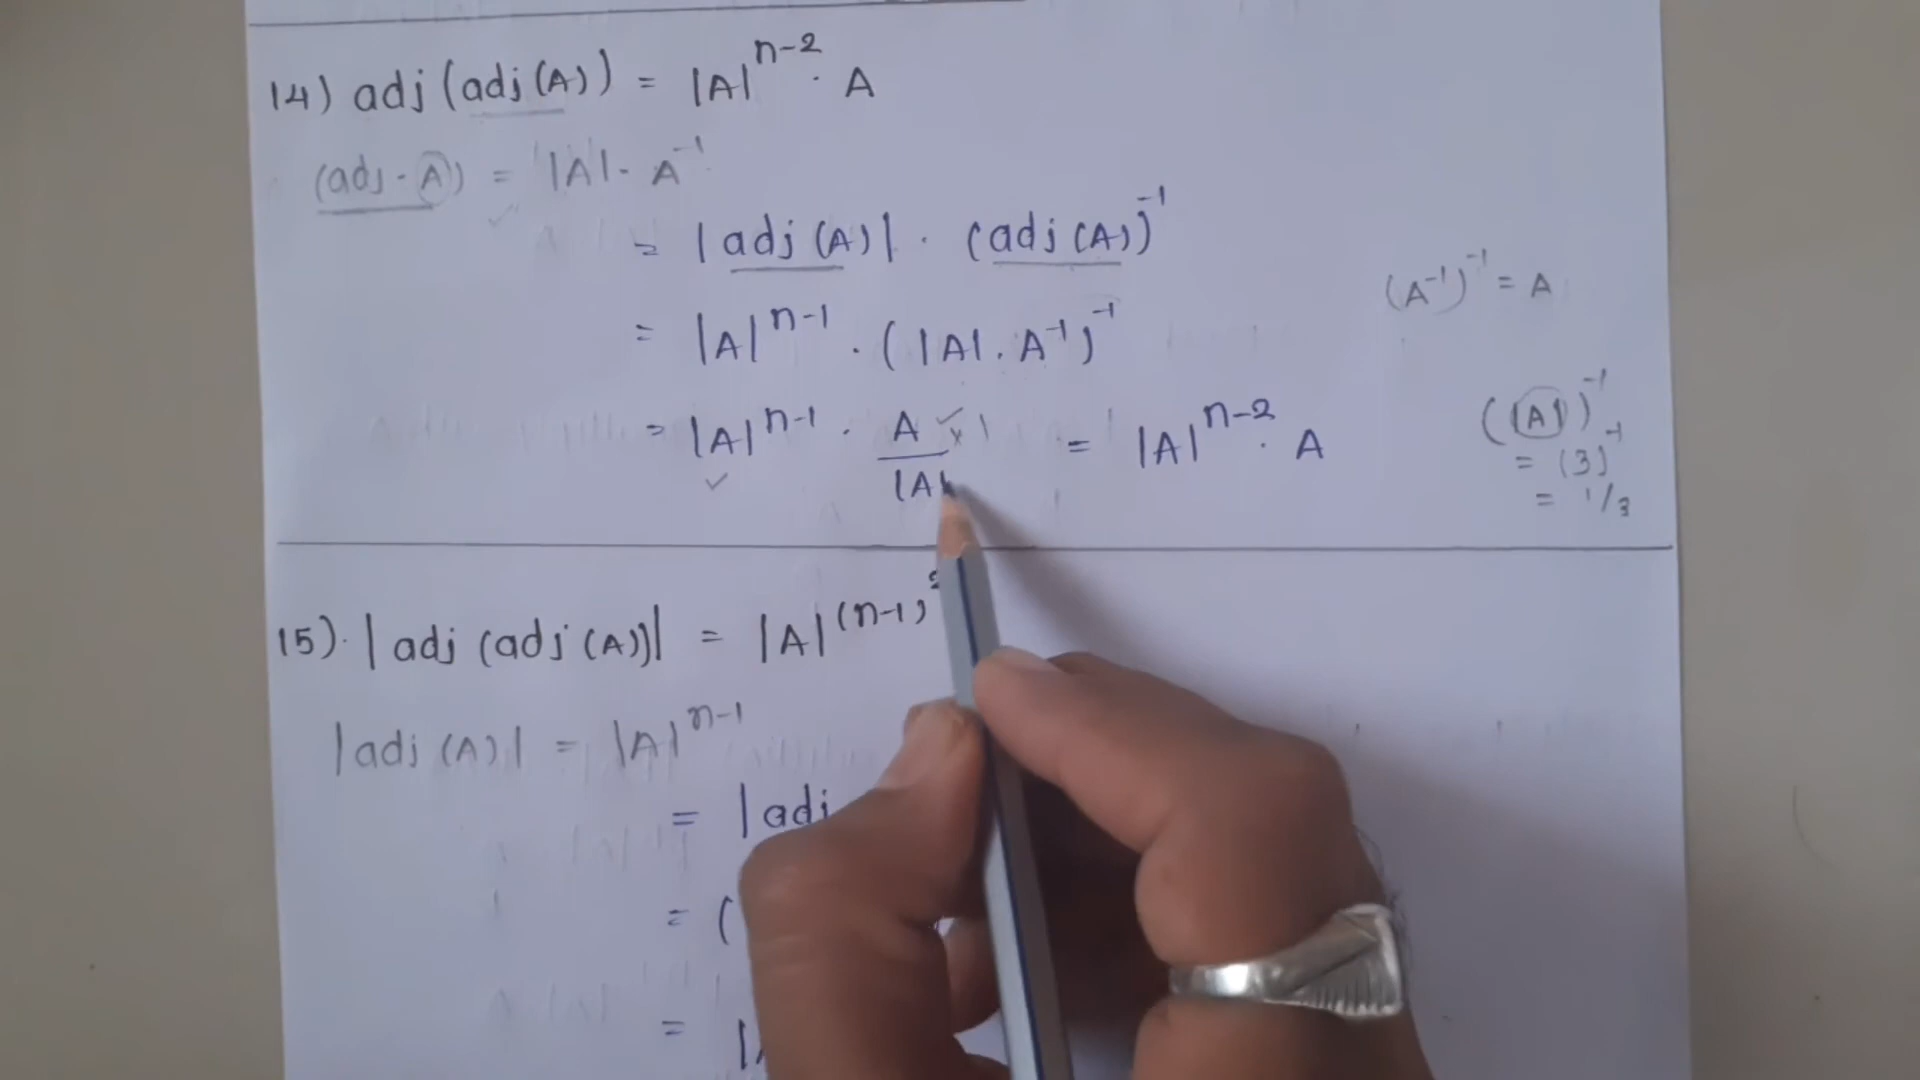 14) adj (adj (A)) = |A|ⁿ⁻² · A
(adj · A) = |A| · A⁻¹
= |adj (A)| · (adj (A))⁻¹
(A⁻¹)⁻¹ = A
= |A|ⁿ⁻¹ · (|A| . A⁻¹)⁻¹
= |A|ⁿ⁻¹ · A/|A| = |A|ⁿ⁻² · A
(|A|)⁻¹
= (3)⁻¹
= 1/3
15). |adj (adj (A))| = |A|⁽ⁿ⁻¹⁾
|adj (A)| = |A|ⁿ⁻¹
= |adj
= (
=